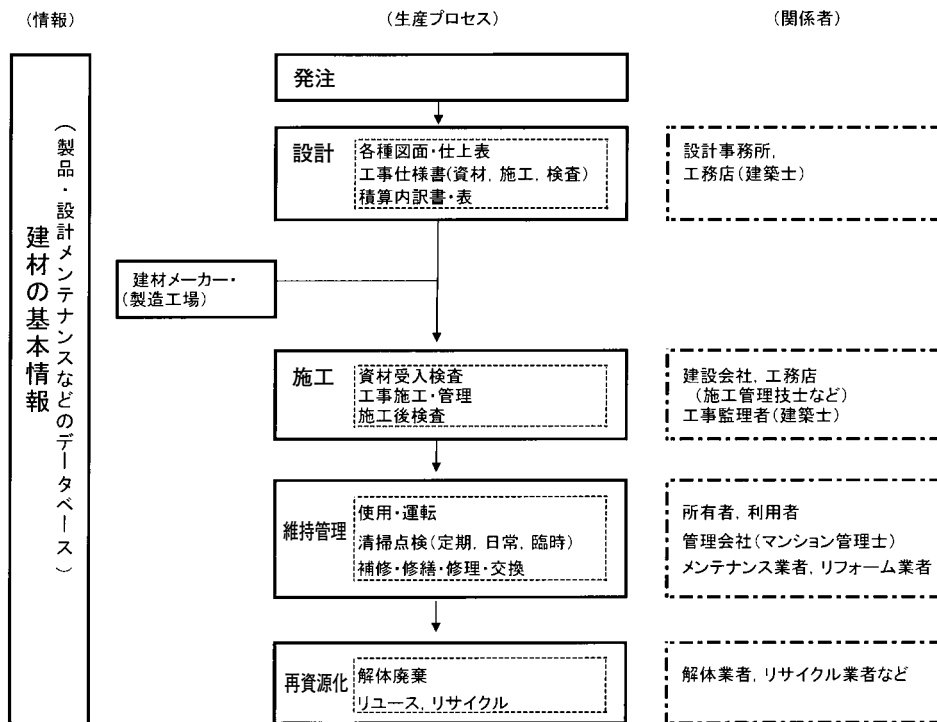 (情報)
(生産プロセス)
(関係者)
建材の基本情報
(製品・設計メンテナンスなどのデータベース)
発注
設計
各種図面・仕上表
工事仕様書(資材, 施工, 検査)
積算内訳書・表
設計事務所,
工務店(建築士)
建材メーカー・
(製造工場)
施工
資材受入検査
工事施工・管理
施工後検査
建設会社, 工務店
(施工管理技士など)
工事監理者(建築士)
維持管理
使用・運転
清掃点検(定期, 日常, 臨時)
補修・修繕・修理・交換
所有者, 利用者
管理会社(マンション管理士)
メンテナンス業者, リフォーム業者
再資源化
解体廃棄
リユース, リサイクル
解体業者, リサイクル業者など